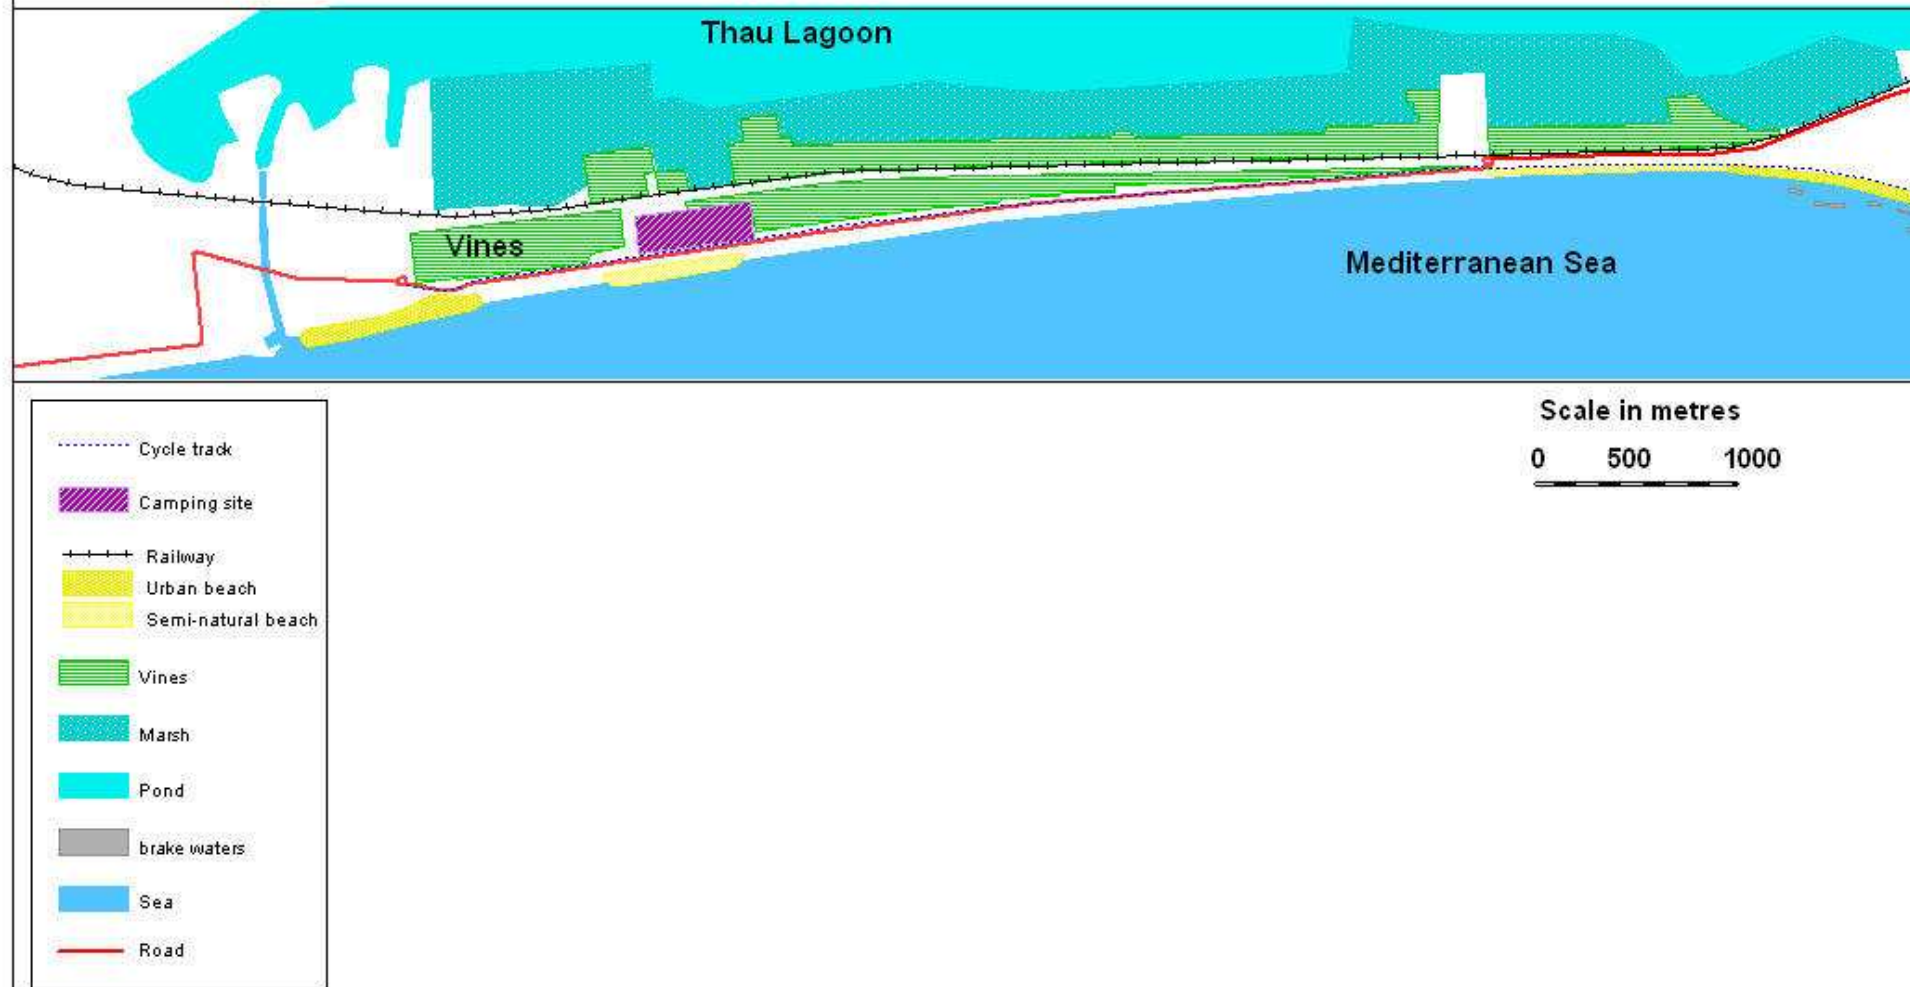 Thau Lagoon
Vines
Mediterranean Sea
Scale in metres
0 500 1000
Cycle track
Camping site
Railway
Urban beach
Semi-natural beach
Vines
Marsh
Pond
brake waters
Sea
Road